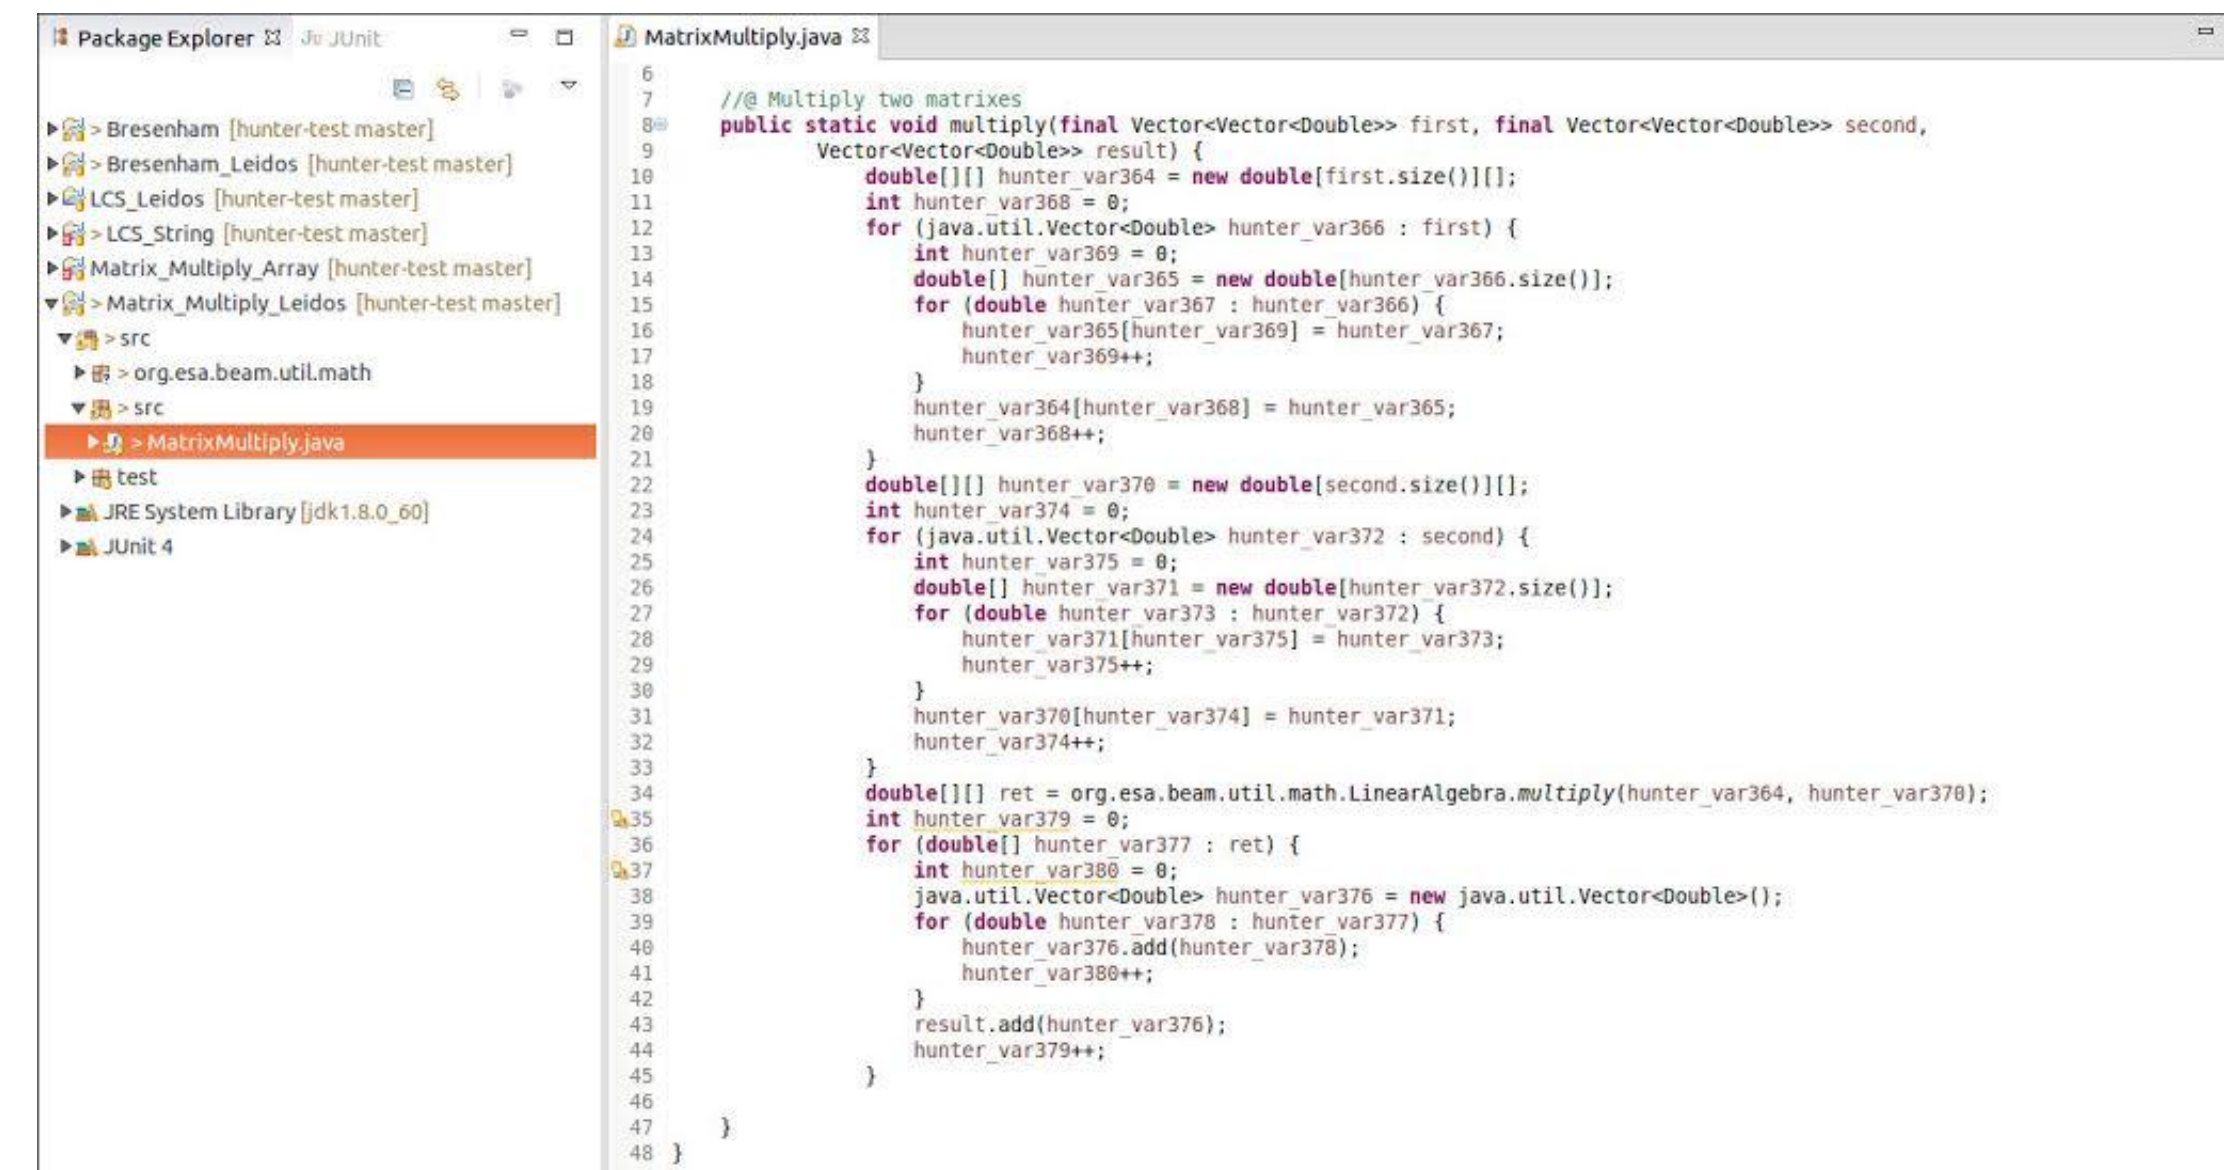 Package Explorer JUnit
> Bresenham [hunter-test master]
> Bresenham_Leidos [hunter-test master]
LCS_Leidos [hunter-test master]
> LCS_String [hunter-test master]
Matrix_Multiply_Array [hunter-test master]
> Matrix_Multiply_Leidos [hunter-test master]
> src
> org.esa.beam.util.math
> src
> MatrixMultiply.java
test
JRE System Library [jdk1.8.0_60]
JUnit 4
MatrixMultiply.java
6
7 //@ Multiply two matrixes
8 public static void multiply(final Vector<Vector<Double>> first, final Vector<Vector<Double>> second,
9 Vector<Vector<Double>> result) {
10 double[][] hunter_var364 = new double[first.size()][];
11 int hunter_var368 = 0;
12 for (java.util.Vector<Double> hunter_var366 : first) {
13 int hunter_var369 = 0;
14 double[] hunter_var365 = new double[hunter_var366.size()];
15 for (double hunter_var367 : hunter_var366) {
16 hunter_var365[hunter_var369] = hunter_var367;
17 hunter_var369++;
18 }
19 hunter_var364[hunter_var368] = hunter_var365;
20 hunter_var368++;
21 }
22 double[][] hunter_var370 = new double[second.size()][];
23 int hunter_var374 = 0;
24 for (java.util.Vector<Double> hunter_var372 : second) {
25 int hunter_var375 = 0;
26 double[] hunter_var371 = new double[hunter_var372.size()];
27 for (double hunter_var373 : hunter_var372) {
28 hunter_var371[hunter_var375] = hunter_var373;
29 hunter_var375++;
30 }
31 hunter_var370[hunter_var374] = hunter_var371;
32 hunter_var374++;
33 }
34 double[][] ret = org.esa.beam.util.math.LinearAlgebra.multiply(hunter_var364, hunter_var370);
35 int hunter_var379 = 0;
36 for (double[] hunter_var377 : ret) {
37 int hunter_var380 = 0;
38 java.util.Vector<Double> hunter_var376 = new java.util.Vector<Double>();
39 for (double hunter_var378 : hunter_var377) {
40 hunter_var376.add(hunter_var378);
41 hunter_var380++;
42 }
43 result.add(hunter_var376);
44 hunter_var379++;
45 }
46
47 }
48 }